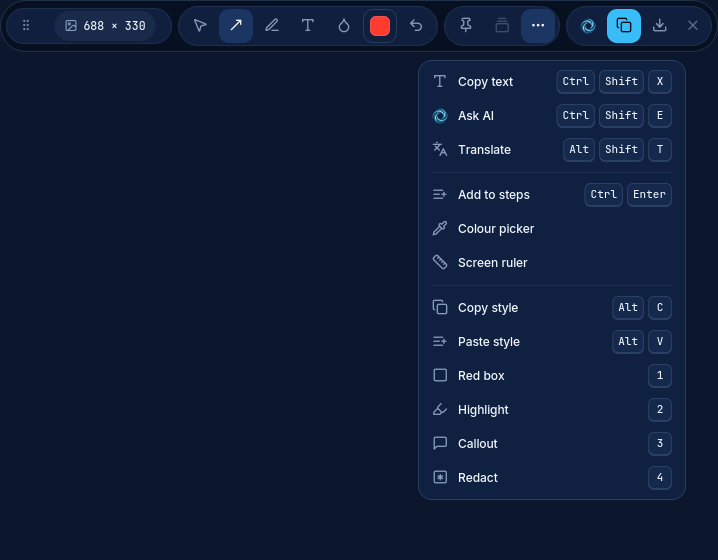 688 × 330
Copy text Ctrl Shift X
Ask AI Ctrl Shift E
Translate Alt Shift T
Add to steps Ctrl Enter
Colour picker
Screen ruler
Copy style Alt C
Paste style Alt V
Red box 1
Highlight 2
Callout 3
Redact 4